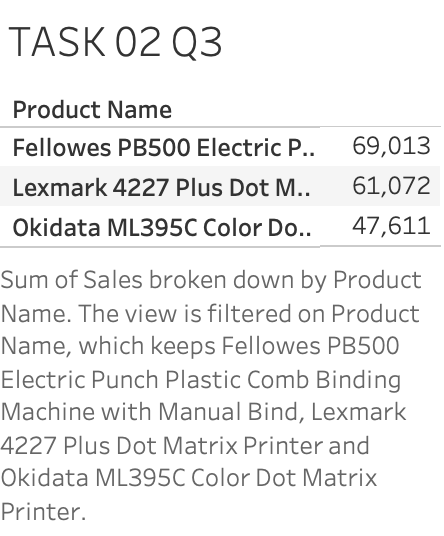 TASK 02 Q3
Product Name
Fellowes PB500 Electric P.. 69,013
Lexmark 4227 Plus Dot M.. 61,072
Okidata ML395C Color Do.. 47,611
Sum of Sales broken down by Product
Name. The view is filtered on Product
Name, which keeps Fellowes PB500
Electric Punch Plastic Comb Binding
Machine with Manual Bind, Lexmark
4227 Plus Dot Matrix Printer and
Okidata ML395C Color Dot Matrix
Printer.